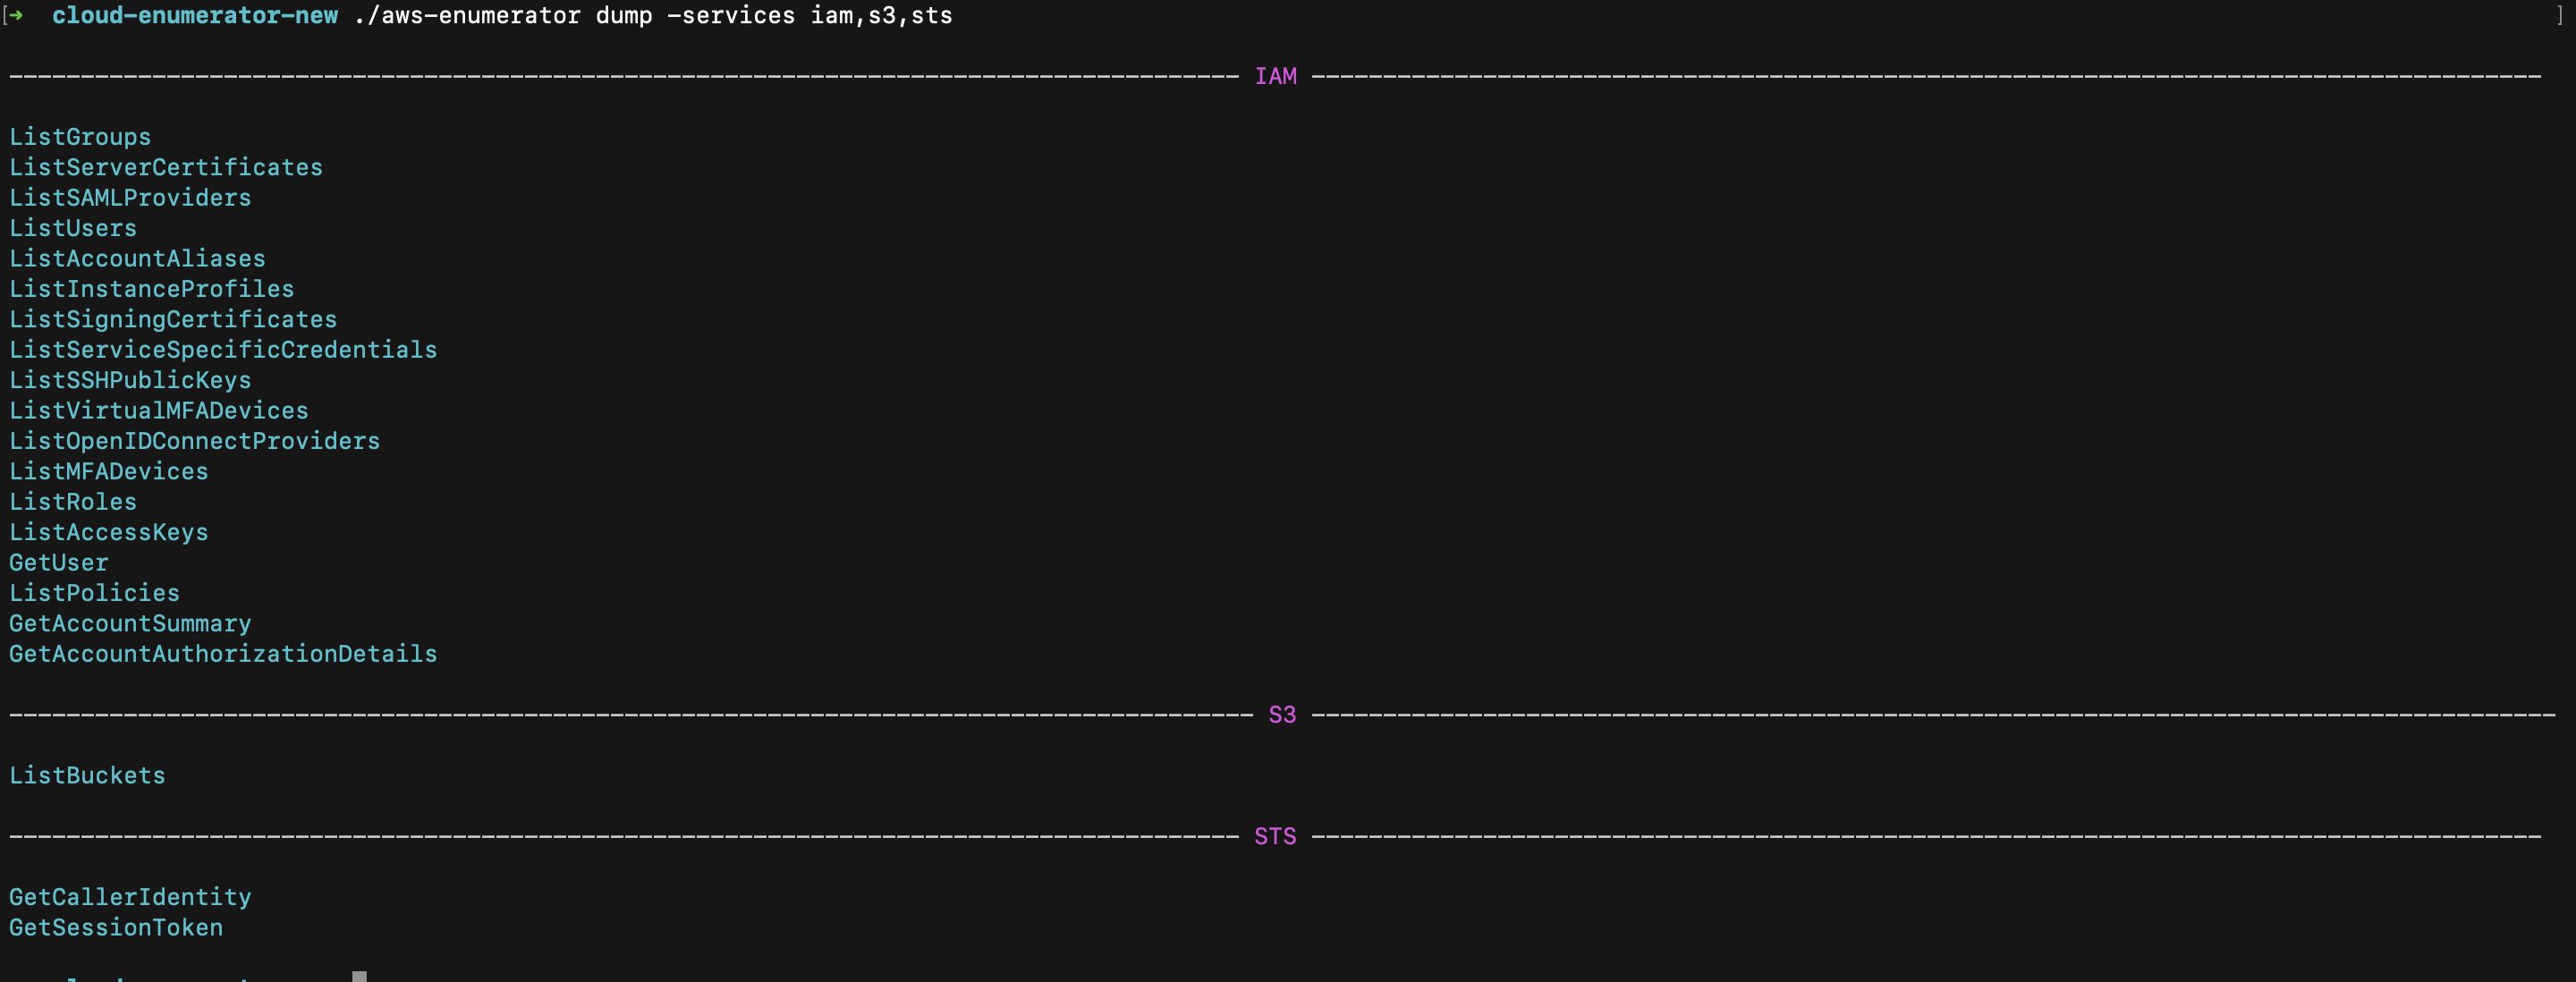 [➜  cloud-enumerator-new ./aws-enumerator dump -services iam,s3,sts ]
IAM
ListGroups
ListServerCertificates
ListSAMLProviders
ListUsers
ListAccountAliases
ListInstanceProfiles
ListSigningCertificates
ListServiceSpecificCredentials
ListSSHPublicKeys
ListVirtualMFADevices
ListOpenIDConnectProviders
ListMFADevices
ListRoles
ListAccessKeys
GetUser
ListPolicies
GetAccountSummary
GetAccountAuthorizationDetails
S3
ListBuckets
STS
GetCallerIdentity
GetSessionToken